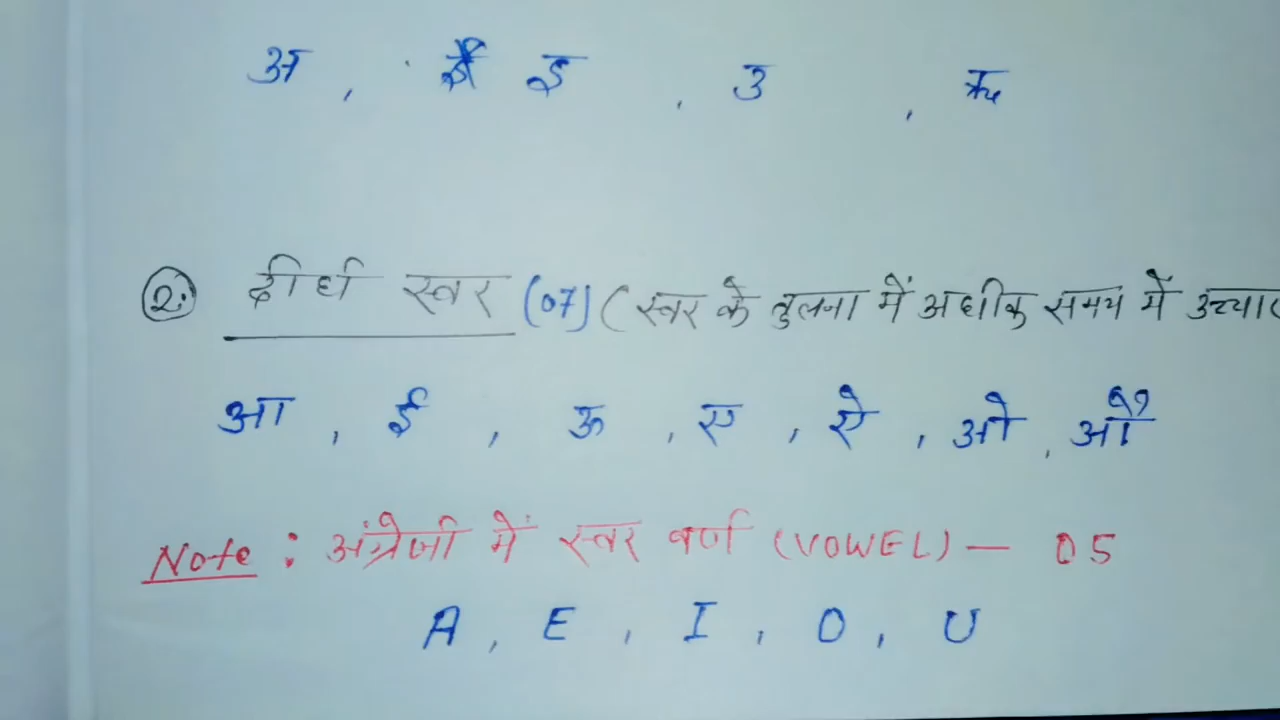 अ , इ , उ , ऋ
2. दीर्घ स्वर (07) (स्वर के तुलना में अधीक समय में उच्चार
आ , ई , ऊ , ए , ऐ , ओ , औ
Note : अंग्रेजी में स्वर वर्ण (VOWEL) — 05
A , E , I , O , U